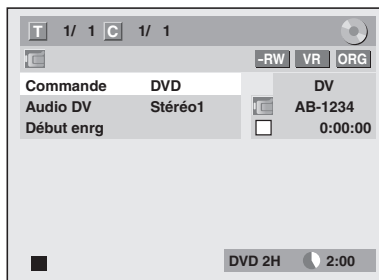 T 1/ 1 C 1/ 1
-RW VR ORG
Commande DVD DV
Audio DV Stéréo1 AB-1234
Début enrg 0:00:00
DVD 2H 2:00